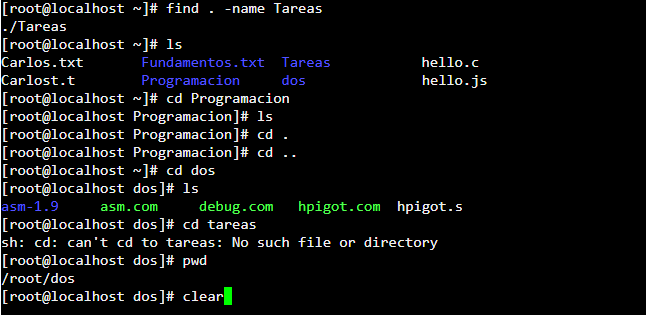 [root@localhost ~]# find . -name Tareas
./Tareas
[root@localhost ~]# ls
Carlos.txt       Fundamentos.txt  Tareas           hello.c
Carlost.t        Programacion     dos              hello.js
[root@localhost ~]# cd Programacion
[root@localhost Programacion]# ls
[root@localhost Programacion]# cd .
[root@localhost Programacion]# cd ..
[root@localhost ~]# cd dos
[root@localhost dos]# ls
asm-1.9     asm.com     debug.com   hpigot.com  hpigot.s
[root@localhost dos]# cd tareas
sh: cd: can't cd to tareas: No such file or directory
[root@localhost dos]# pwd
/root/dos
[root@localhost dos]# clear